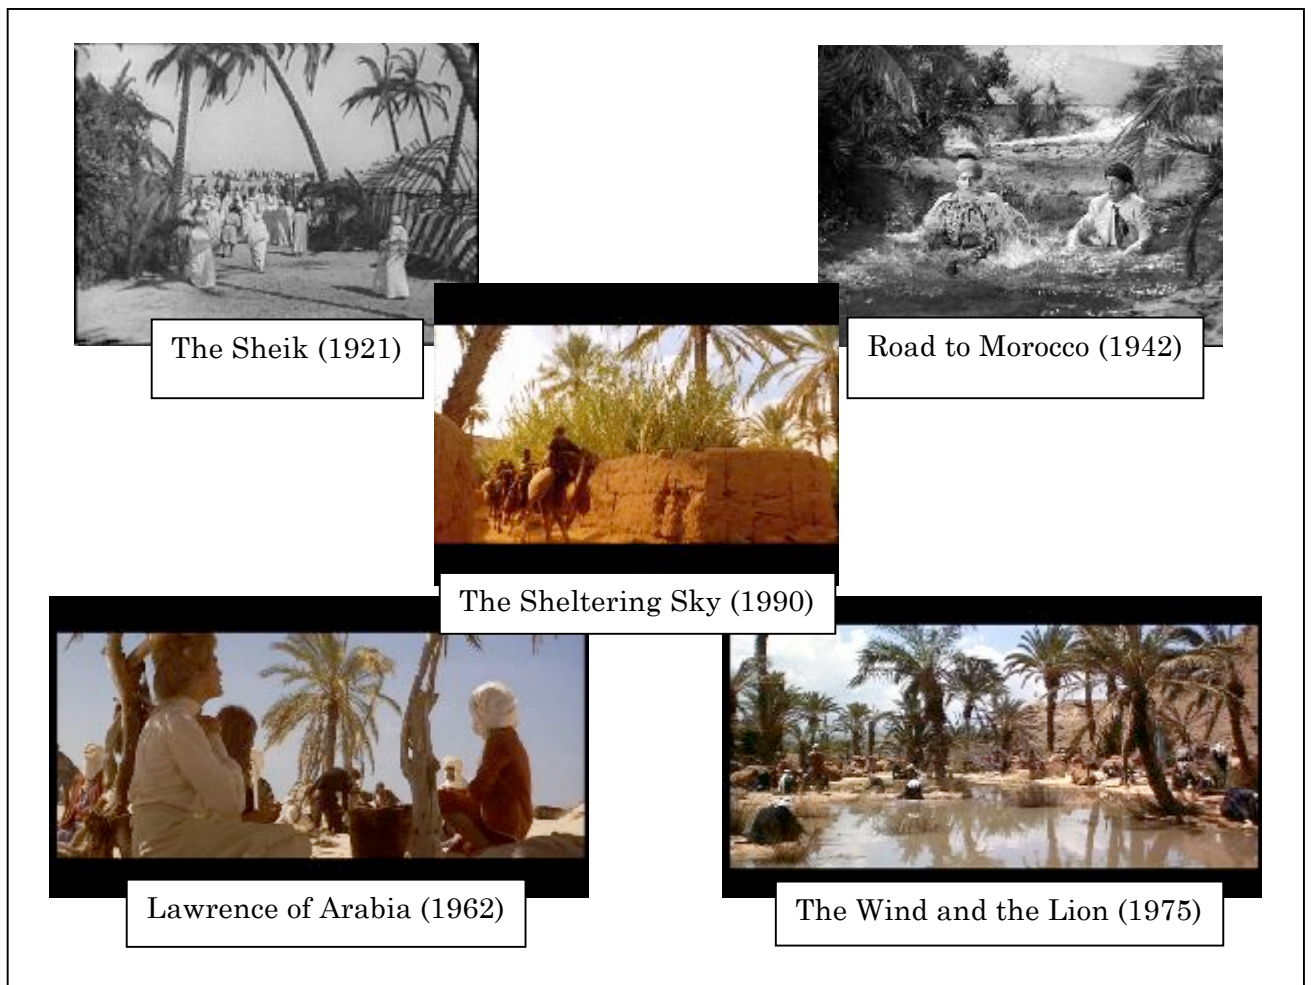 The Sheik (1921)
Road to Morocco (1942)
The Sheltering Sky (1990)
Lawrence of Arabia (1962)
The Wind and the Lion (1975)